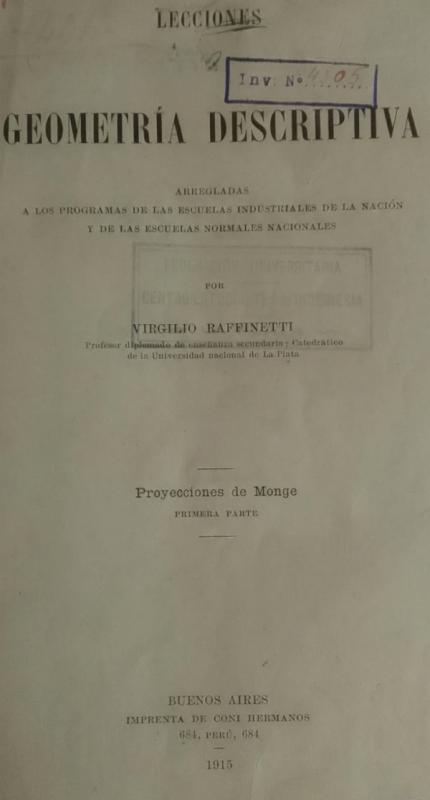 LECCIONES
Inv. Nº
GEOMETRÍA DESCRIPTIVA
ARREGLADAS
A LOS PROGRAMAS DE LAS ESCUELAS INDUSTRIALES DE LA NACIÓN
Y DE LAS ESCUELAS NORMALES NACIONALES
POR
VIRGILIO RAFFINETTI
Profesor diplomado de enseñanza secundaria; Catedrático
de la Universidad nacional de La Plata
Proyecciones de Monge
PRIMERA PARTE
BUENOS AIRES
IMPRENTA DE CONI HERMANOS
684, PERÚ, 684
1915